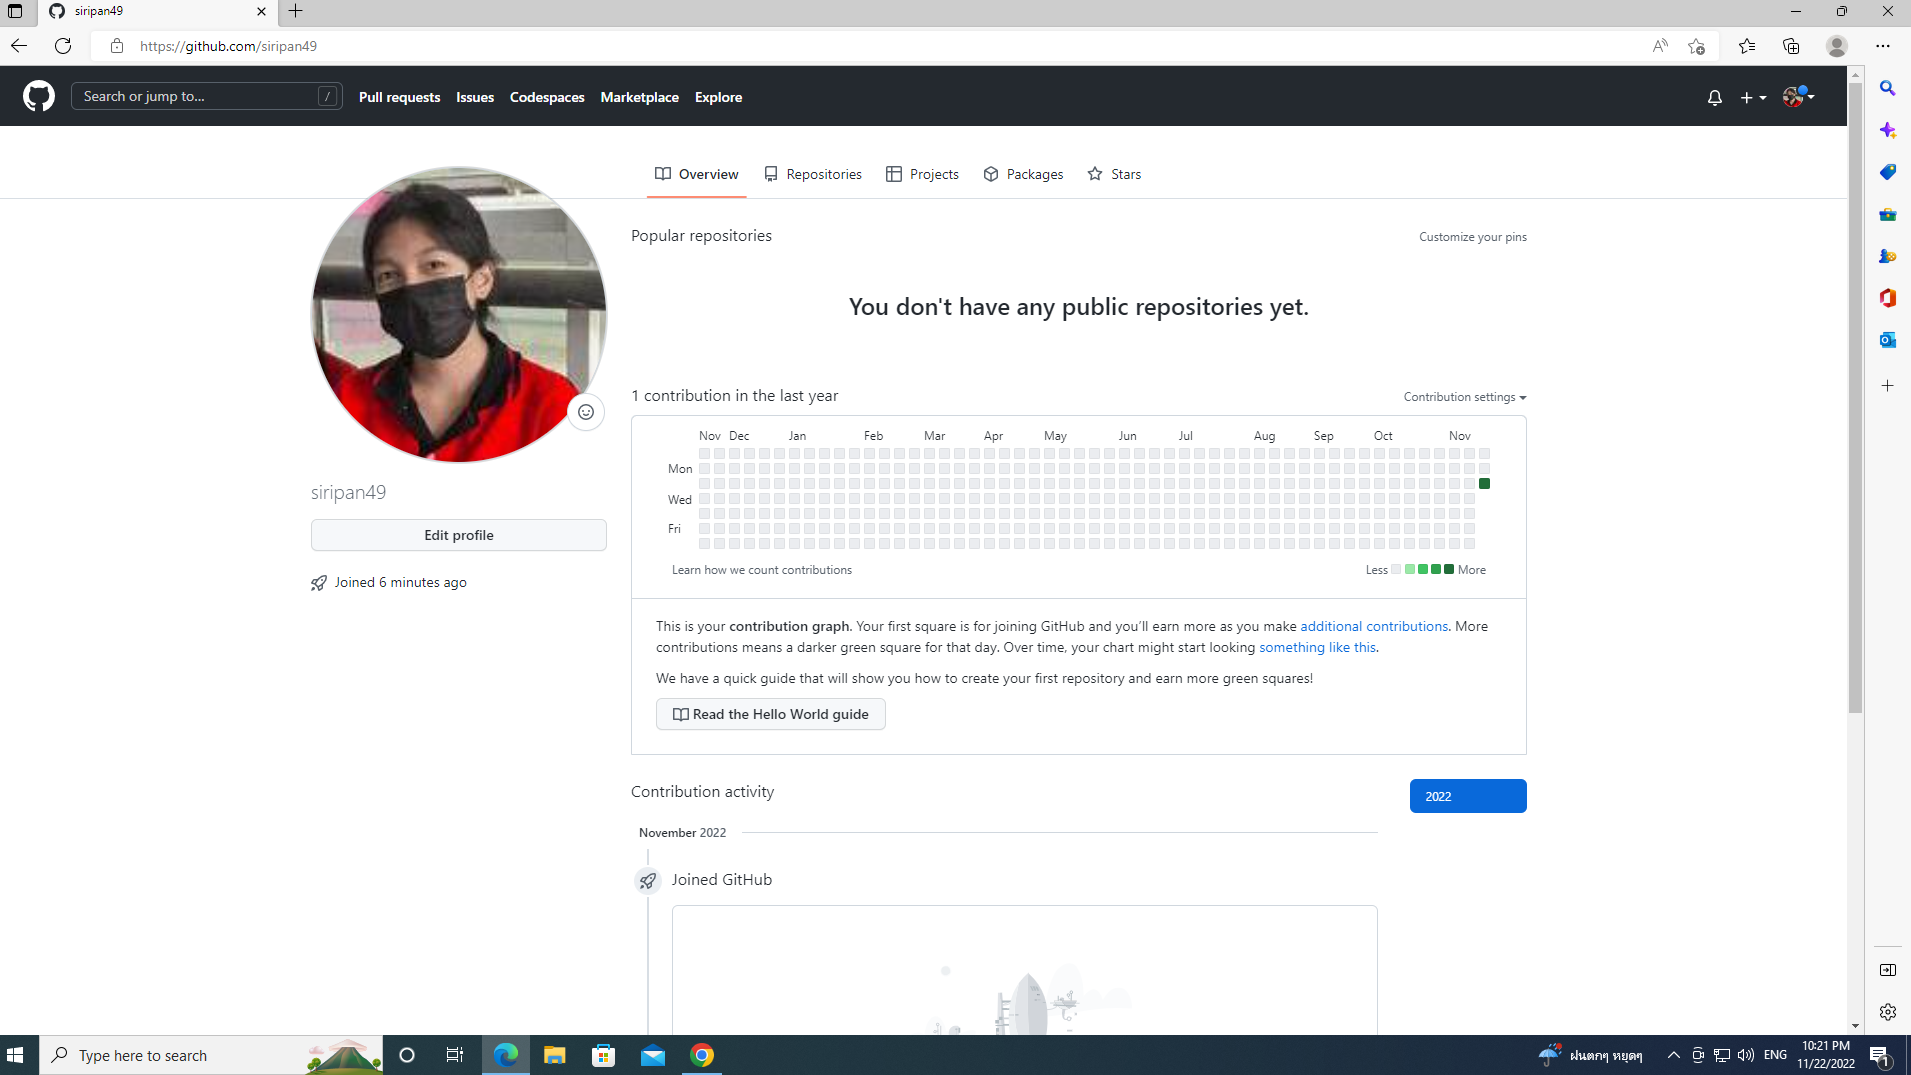 siripan49
https://github.com/siripan49
Search or jump to... /
Pull requests
Issues
Codespaces
Marketplace
Explore
Overview
Repositories
Projects
Packages
Stars
Popular repositories
Customize your pins
You don't have any public repositories yet.
siripan49
Edit profile
Joined 6 minutes ago
1 contribution in the last year
Contribution settings
Nov Dec Jan Feb Mar Apr May Jun Jul Aug Sep Oct Nov
Mon
Wed
Fri
Learn how we count contributions
Less More
This is your contribution graph. Your first square is for joining GitHub and you’ll earn more as you make additional contributions. More
contributions means a darker green square for that day. Over time, your chart might start looking something like this.
We have a quick guide that will show you how to create your first repository and earn more green squares!
Read the Hello World guide
Contribution activity
2022
November 2022
Joined GitHub
Type here to search
ฝนตกๆ หยุดๆ
ENG
10:21 PM
11/22/2022
1